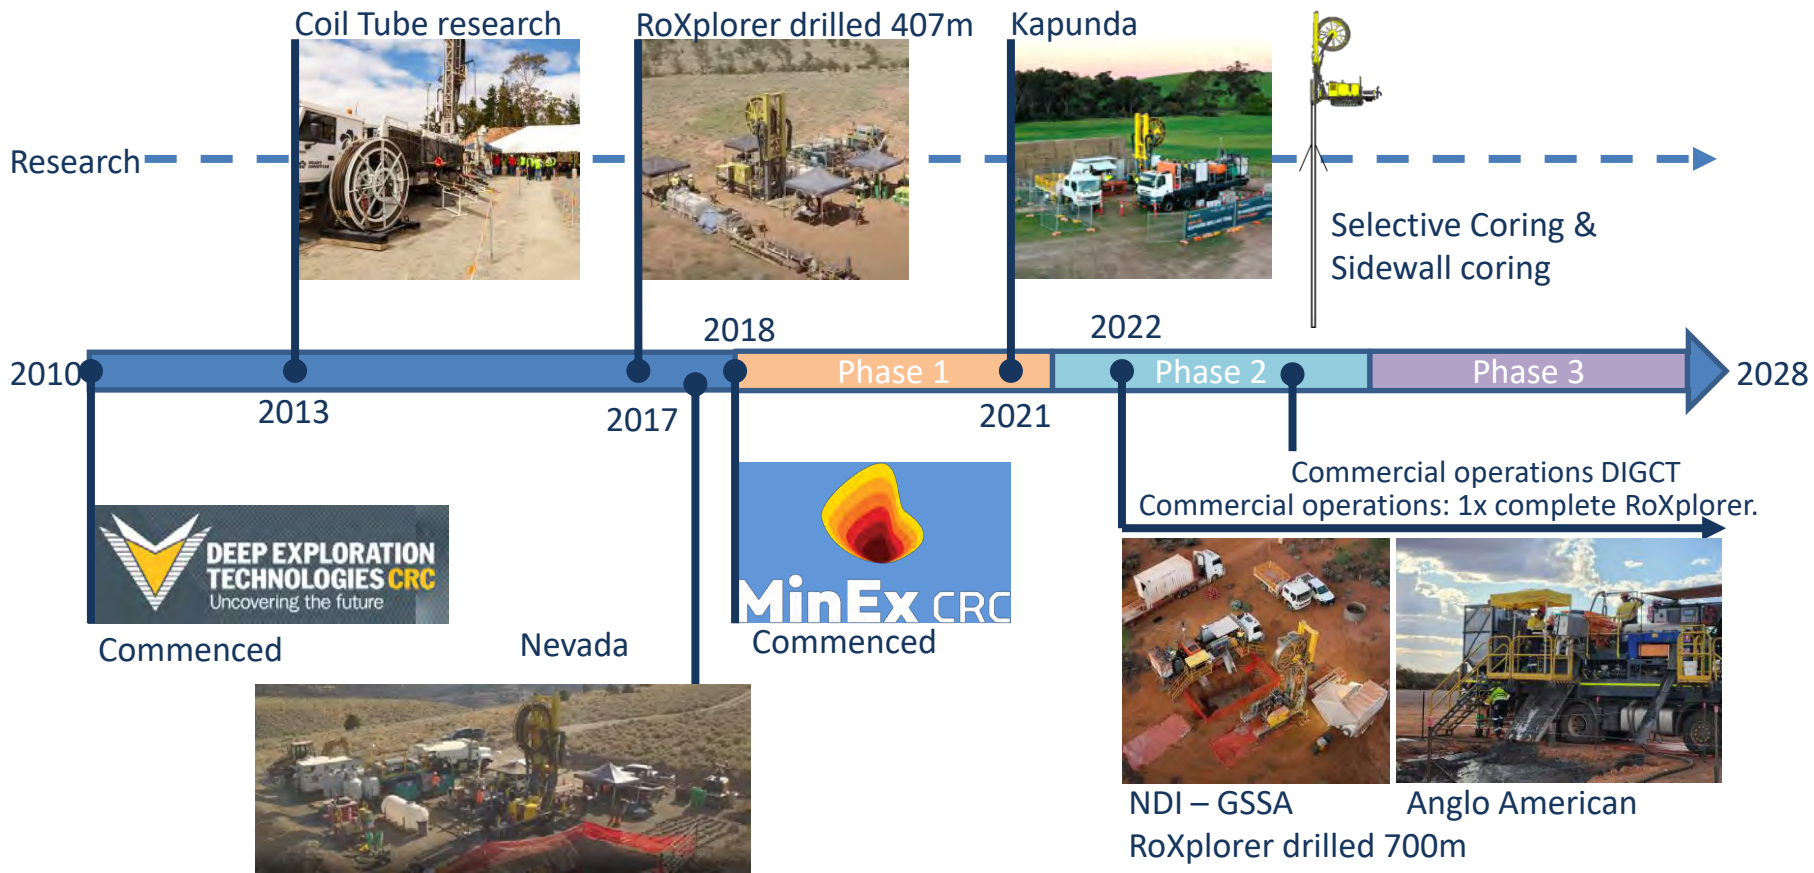 Coil Tube research
RoXplorer drilled 407m
Kapunda
Research
Selective Coring &
Sidewall coring
2018
2022
2010
Phase 1
Phase 2
Phase 3
2028
2013
2017
2021
Commercial operations DIGCT
Commercial operations: 1x complete RoXplorer.
DEEP EXPLORATION
TECHNOLOGIES CRC
Uncovering the future
MinEx CRC
Commenced
Nevada
Commenced
NDI – GSSA
Anglo American
RoXplorer drilled 700m